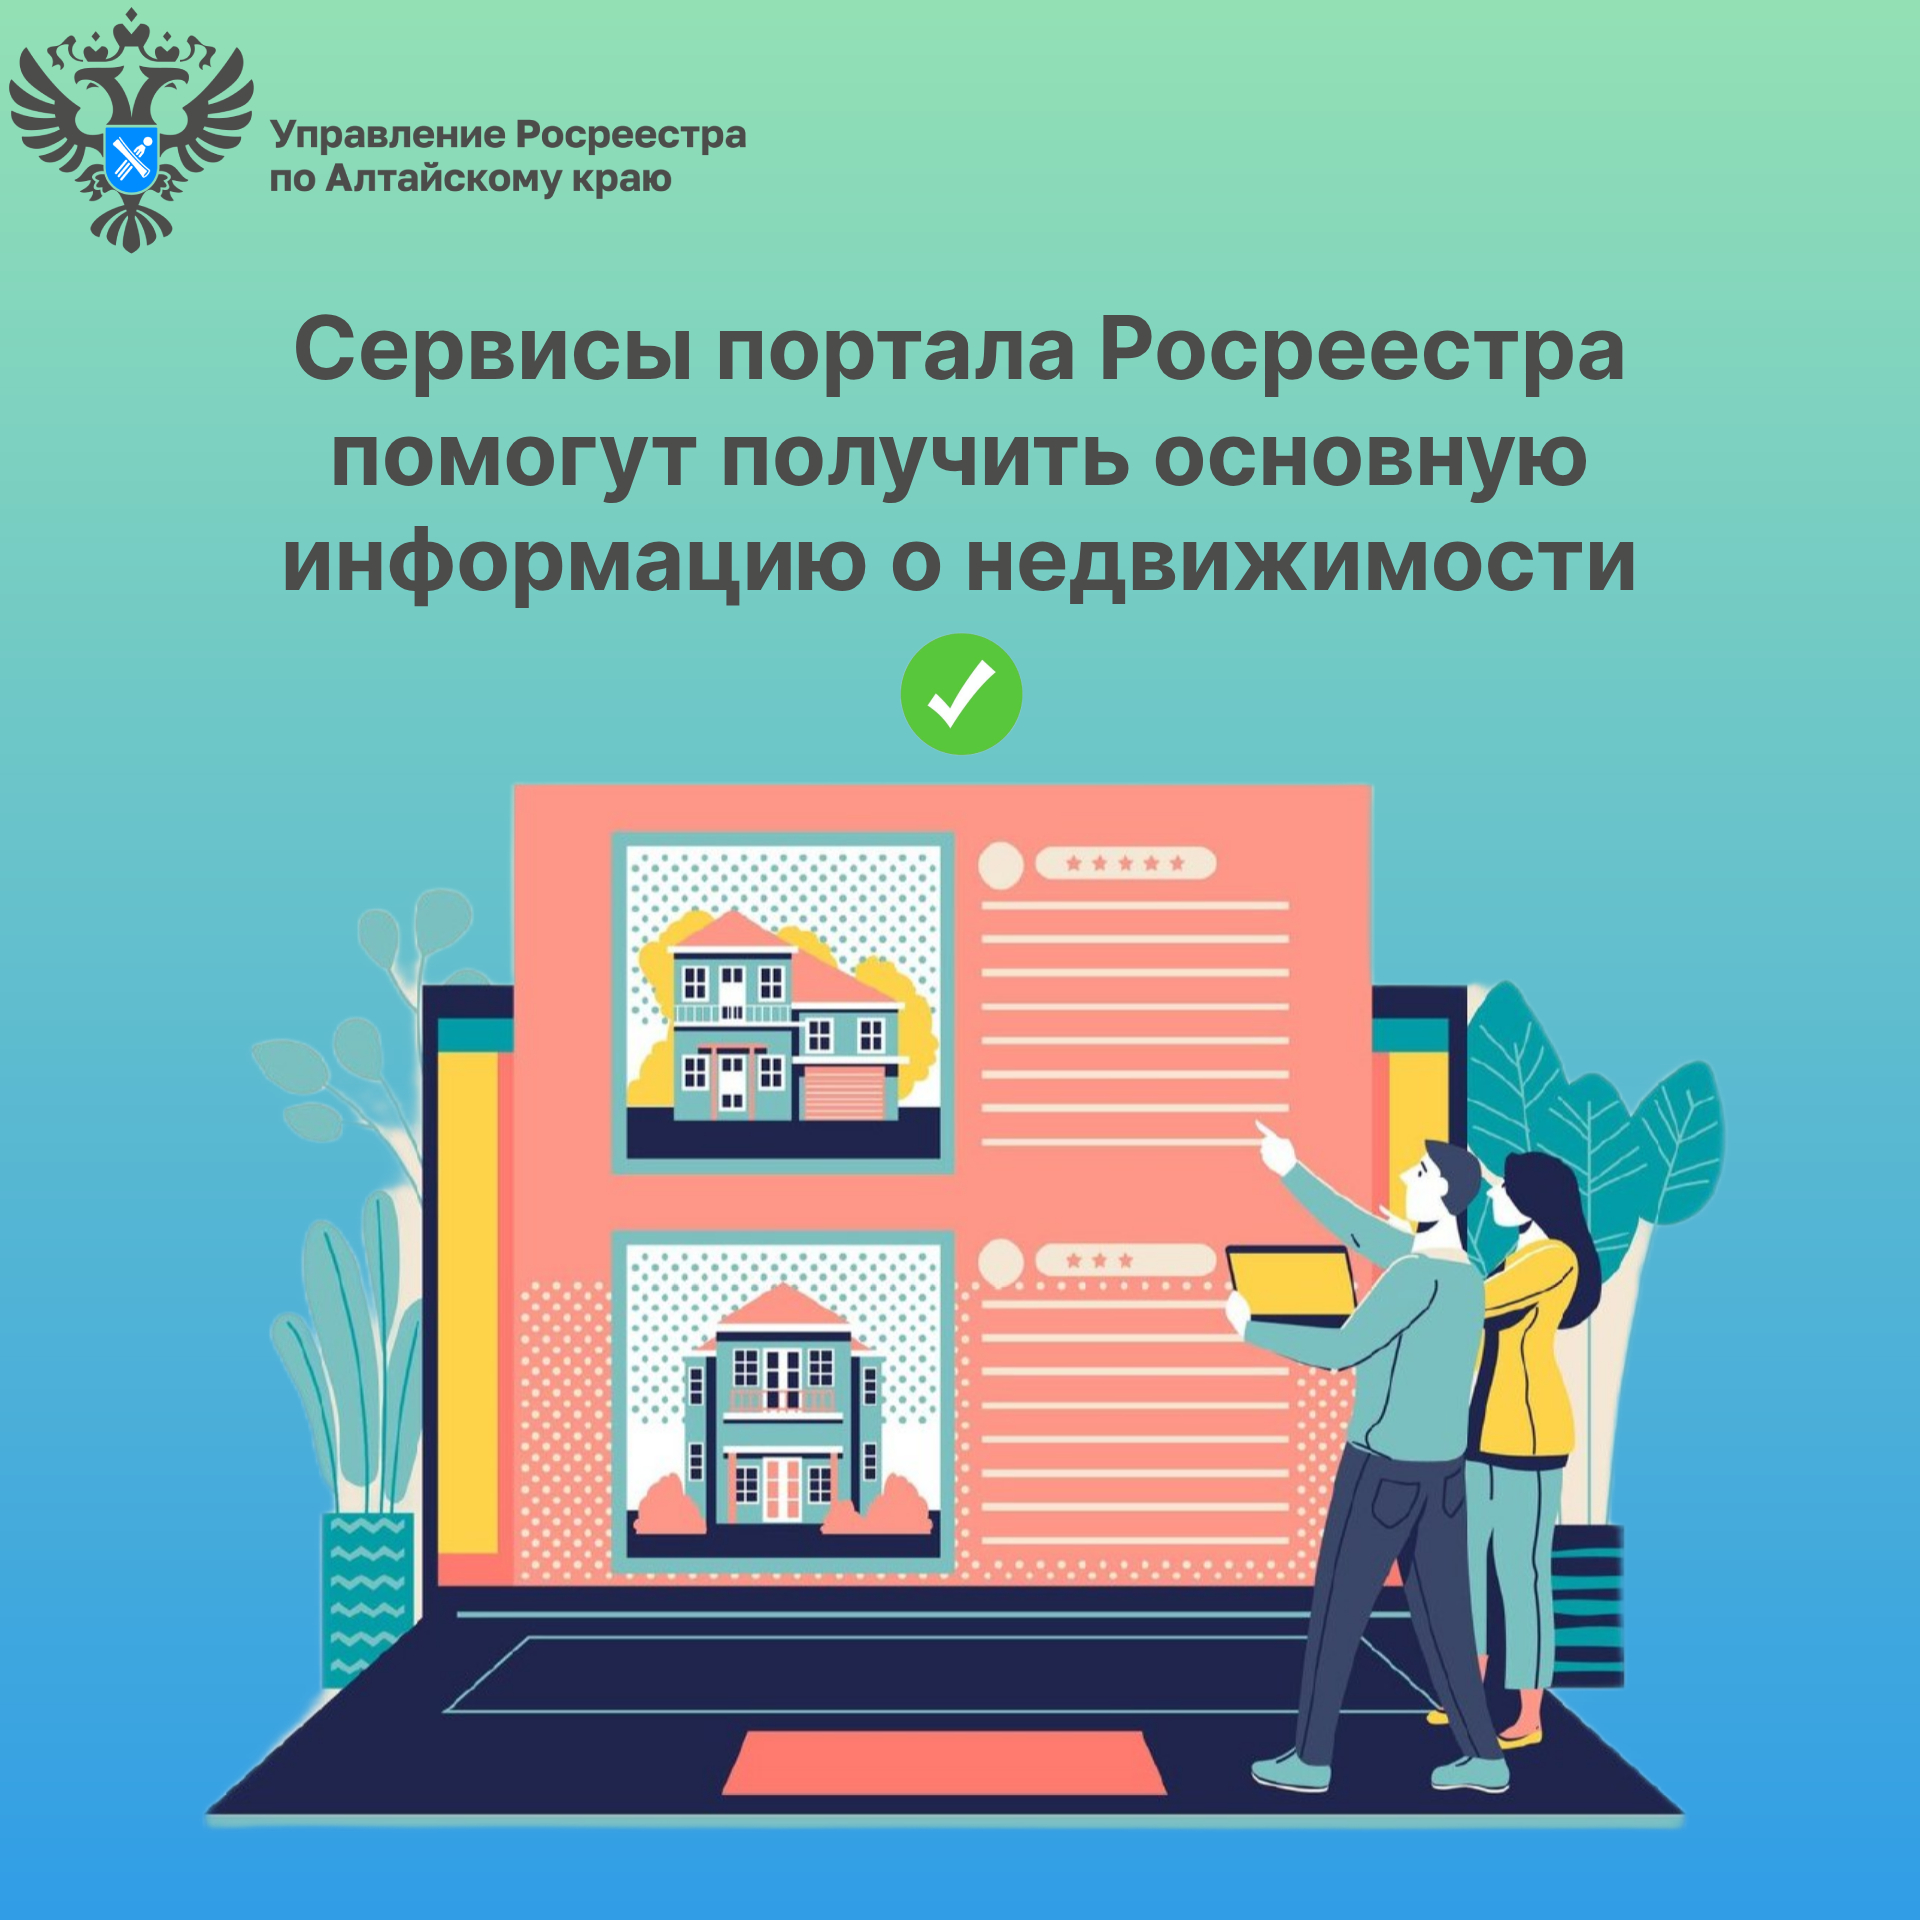 Управление Росреестра
по Алтайскому краю
Сервисы портала Росреестра
помогут получить основную
информацию о недвижимости